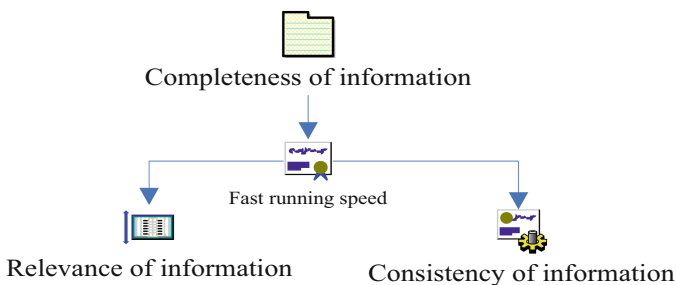 Completeness of information
Fast running speed
Relevance of information
Consistency of information